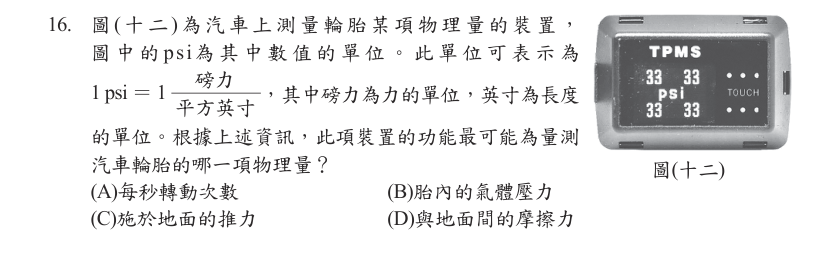 16. 圖(十二)為汽車上測量輪胎某項物理量的裝置，
圖中的psi為其中數值的單位。此單位可表示為
1 psi = 1 磅力/平方英寸，其中磅力為力的單位，英寸為長度
的單位。根據上述資訊，此項裝置的功能最可能為量測
汽車輪胎的哪一項物理量？
(A)每秒轉動次數 (B)胎內的氣體壓力
(C)施於地面的推力 (D)與地面間的摩擦力
TPMS
33 33
psi TOUCH
33 33
圖(十二)